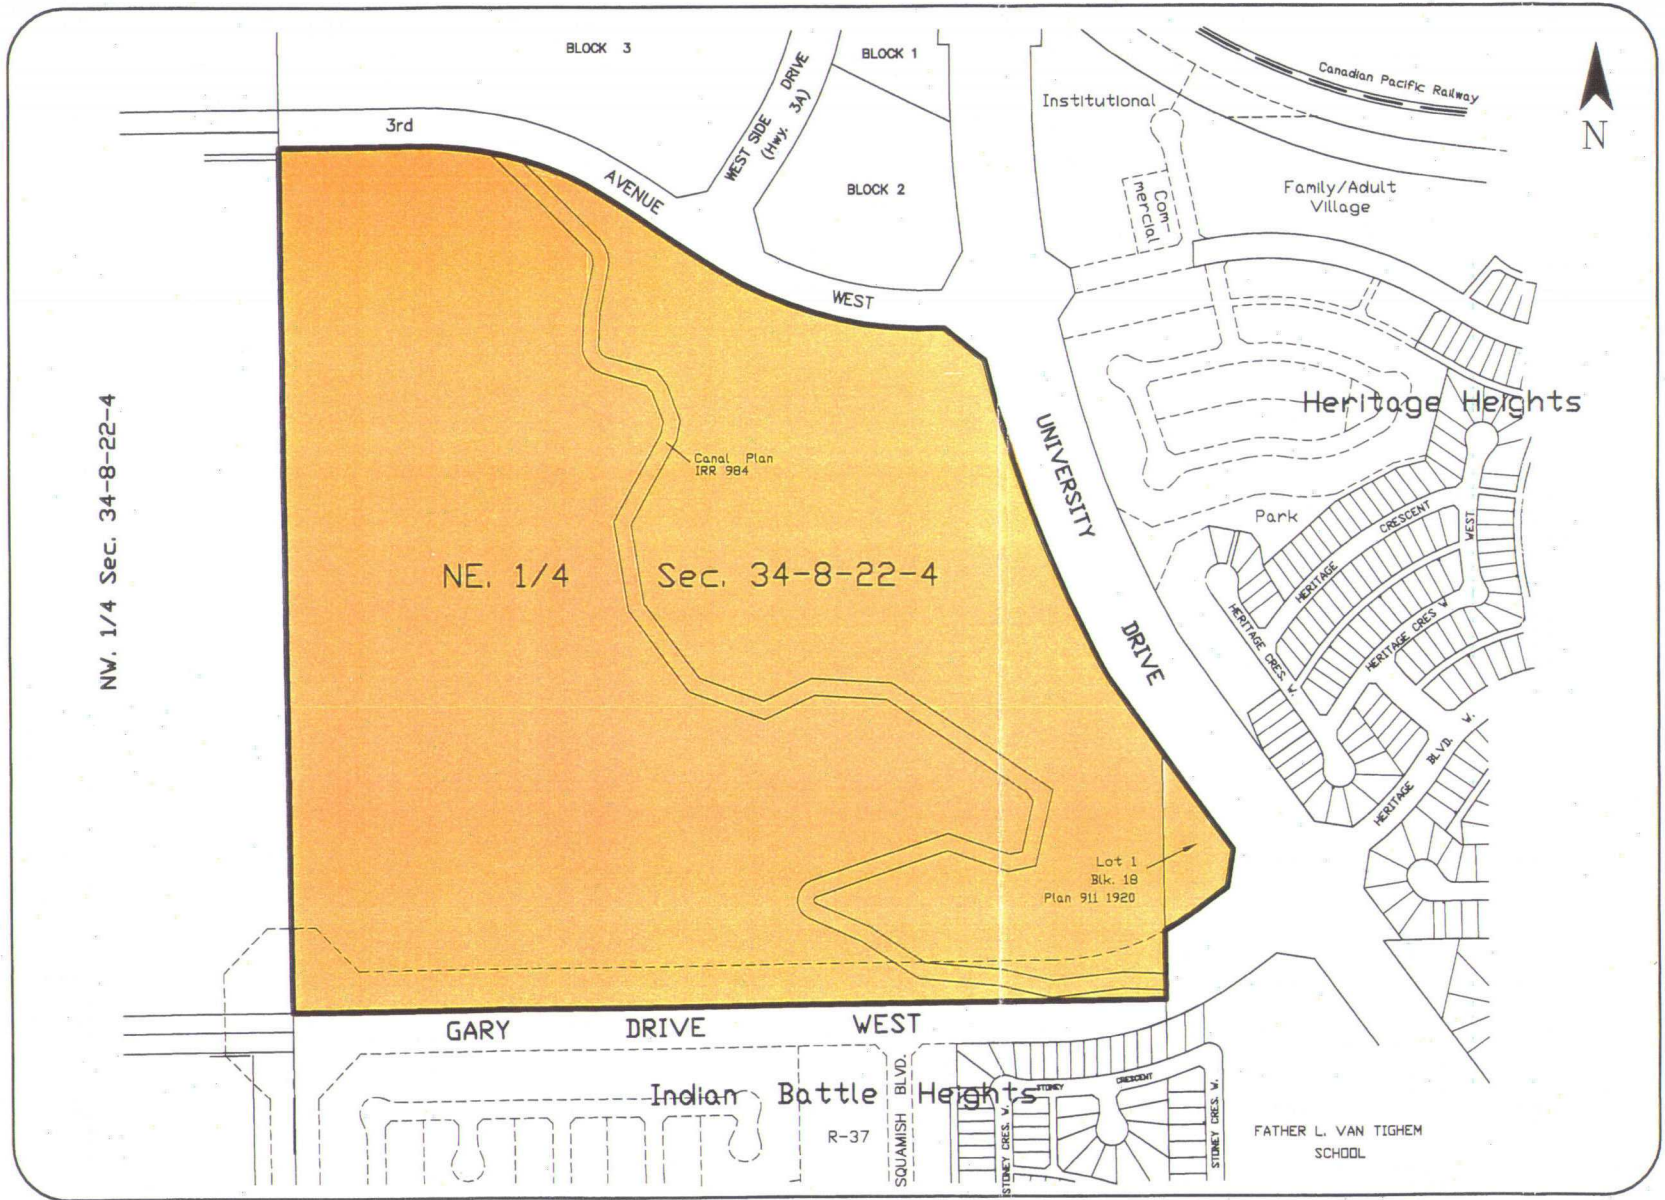 BLOCK 3
BLOCK 1
Canadian Pacific Railway
WEST SIDE DRIVE
(Hwy. 3A)
Institutional
N
3rd
AVENUE
WEST
BLOCK 2
Com-
mercial
Family/Adult
Village
Heritage Heights
NW. 1/4 Sec. 34-8-22-4
Canal Plan
IRR 984
UNIVERSITY
DRIVE
Park
HERITAGE
CRESCENT
WEST
NE. 1/4 Sec. 34-8-22-4
HERITAGE CRES. W.
HERITAGE CRES W
HERITAGE BLVD. W.
Lot 1
Blk. 18
Plan 911 1920
GARY DRIVE WEST
Indian Battle Heights
R-37
SQUAMISH BLVD.
STONEY CRESCENT
STONEY CRES. W.
STONEY CRES. W.
FATHER L. VAN TIGHEM
SCHOOL